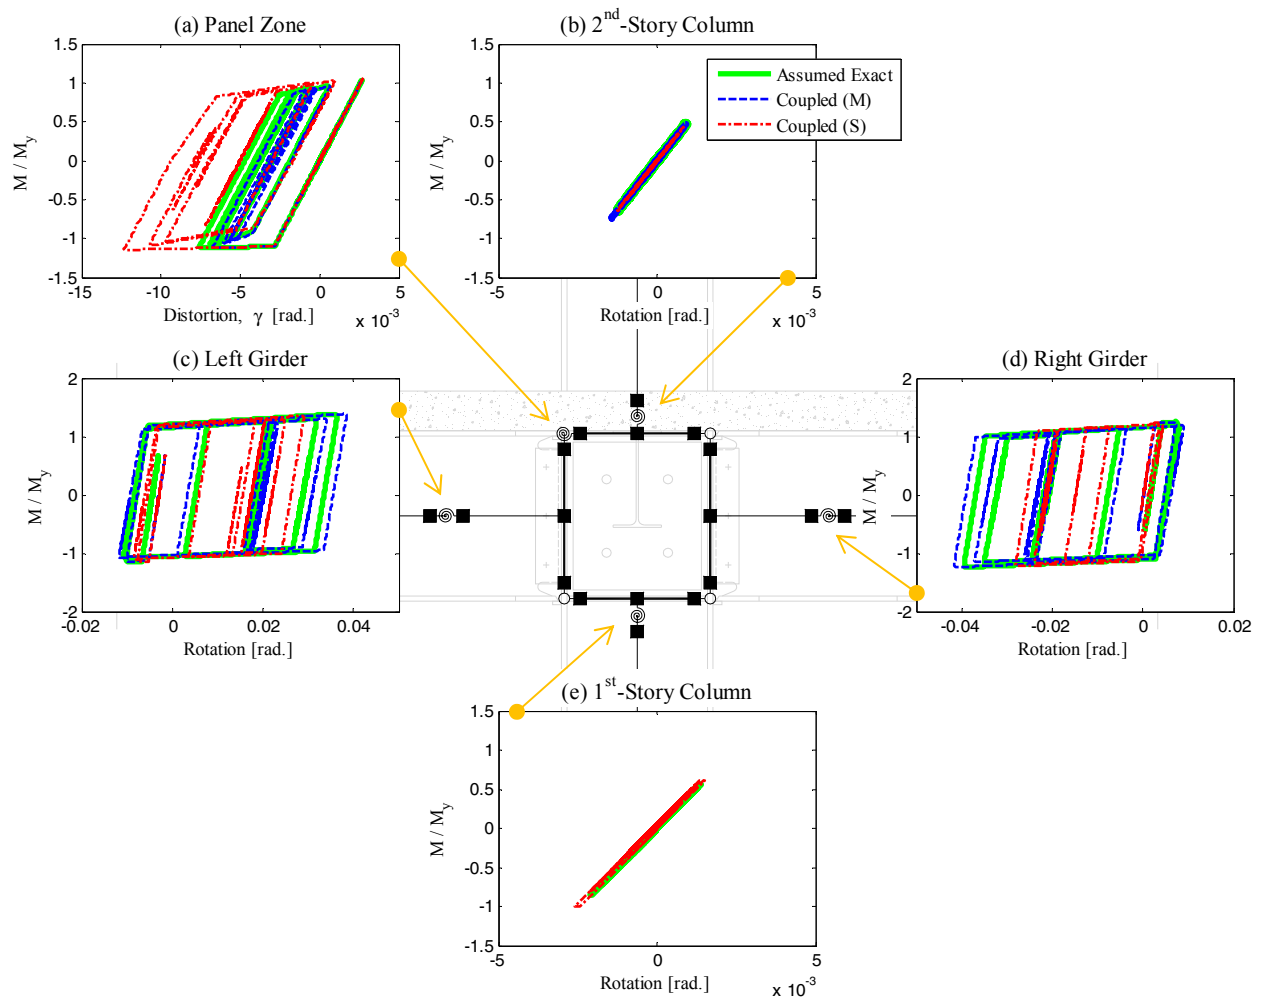 (a) Panel Zone
1.5
1
0.5
0
-0.5
-1
-1.5
M / My
-15
-10
-5
0
5
Distortion, γ [rad.]
x 10-3
(b) 2nd-Story Column
1.5
1
0.5
0
-0.5
-1
-1.5
M / My
-5
0
5
Rotation [rad.]
x 10-3
Assumed Exact
Coupled (M)
Coupled (S)
(c) Left Girder
2
1
0
-1
-2
M / My
-0.02
0
0.02
0.04
Rotation [rad.]
(d) Right Girder
2
1
0
-1
-2
M / My
-0.04
-0.02
0
0.02
Rotation [rad.]
(e) 1st-Story Column
1.5
1
0.5
0
-0.5
-1
-1.5
M / My
-5
0
5
Rotation [rad.]
x 10-3